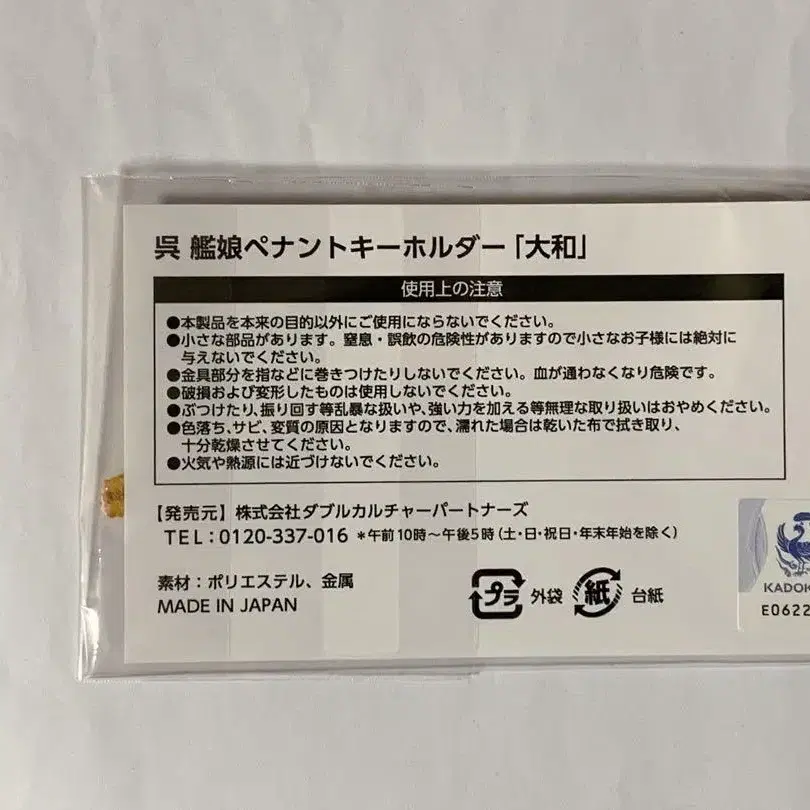 呉 艦娘ペナントキーホルダー「大和」
使用上の注意
●本製品を本来の目的以外にご使用にならないでください。
●小さな部品があります。窒息・誤飲の危険性がありますので小さなお子様には絶対に
与えないでください。
●金具部分を指などに巻きつけたりしないでください。血が通わなくなり危険です。
●破損および変形したものは使用しないでください。
●ぶつけたり、振り回す等乱暴な扱いや、強い力を加える等無理な取り扱いはおやめください。
●色落ち、サビ、変質の原因となりますので、濡れた場合は乾いた布で拭き取り、
十分乾燥させてください。
●火気や熱源には近づけないでください。
【発売元】株式会社ダブルカルチャーパートナーズ
TEL：0120-337-016 *午前10時～午後5時（土・日・祝日・年末年始を除く）
素材：ポリエステル、金属
MADE IN JAPAN
プラ 外袋 紙 台紙
KADOK
E0622